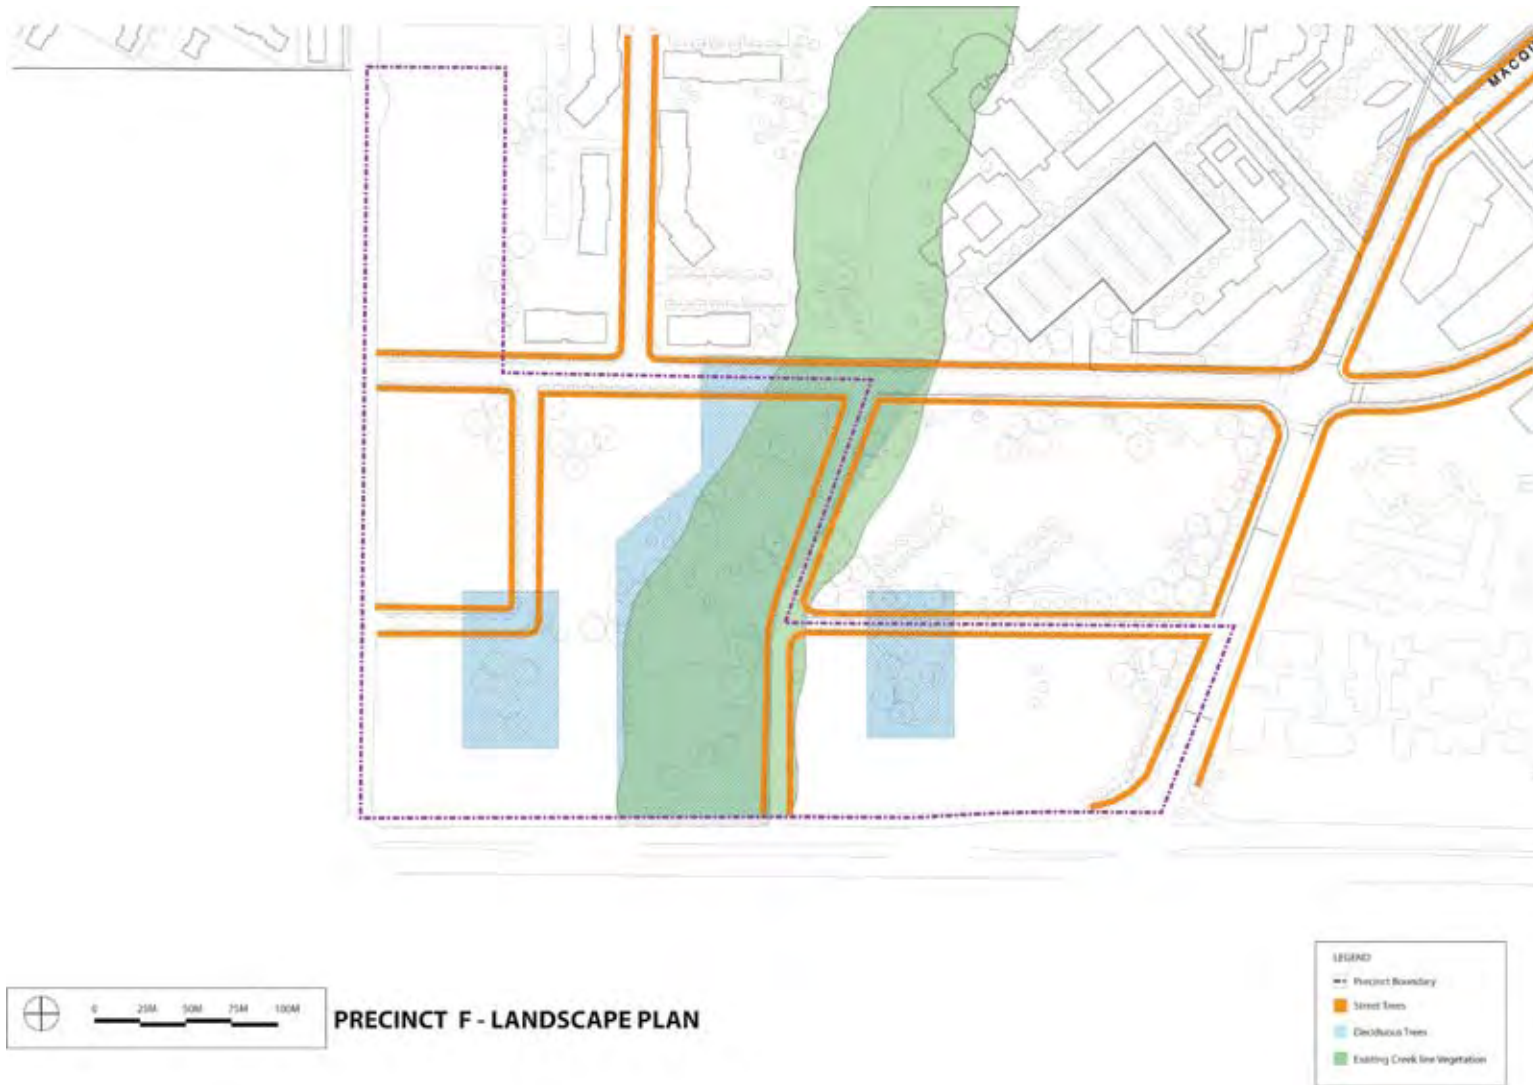 MACQU
0 25M 50M 75M 100M
PRECINCT F - LANDSCAPE PLAN
LEGEND
Precinct Boundary
Street Trees
Deciduous Trees
Existing Creek line Vegetation